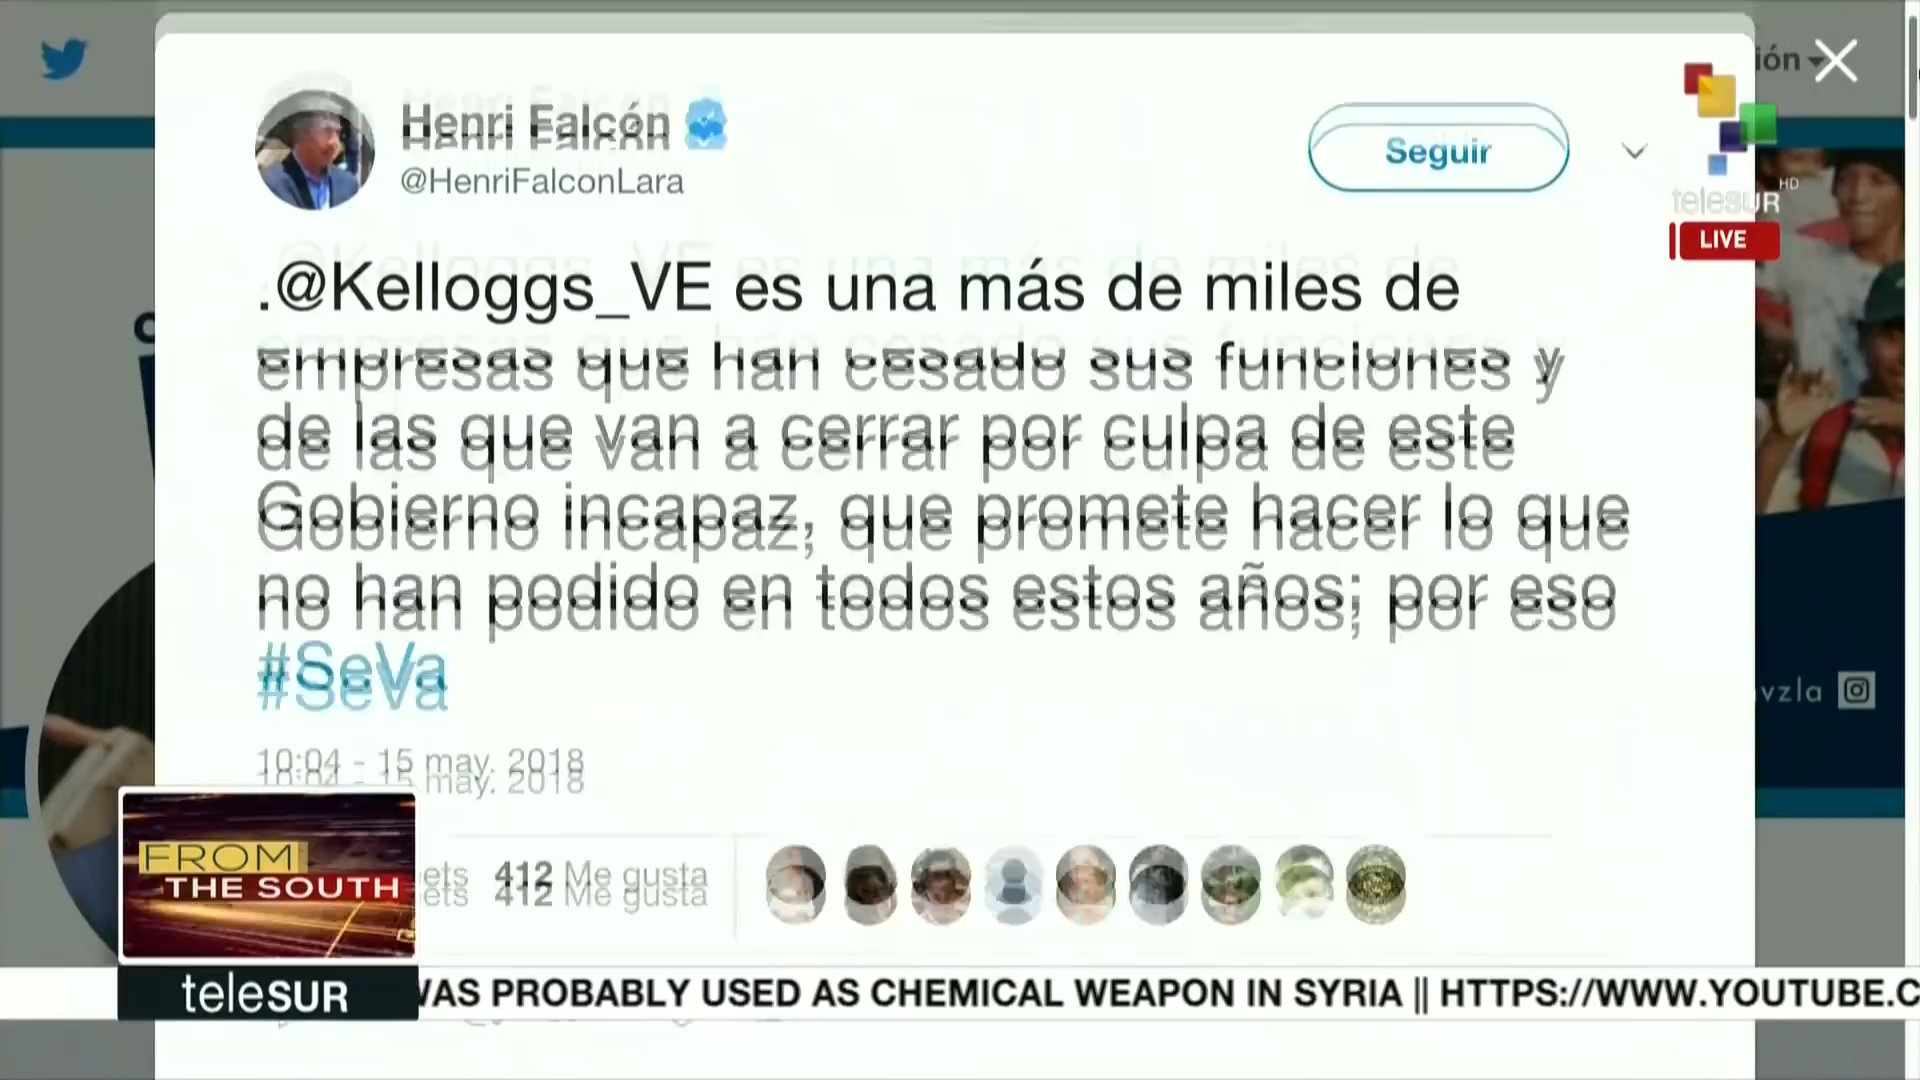 ión
Henri Falcón
@HenriFalconLara
Seguir
HD
teleSUR
LIVE
.@Kelloggs_VE es una más de miles de
empresas que han cesado sus funciones y
de las que van a cerrar por culpa de este
Gobierno incapaz, que promete hacer lo que
no han podido en todos estos años; por eso
#SeVa
vzla
10:04 - 15 may. 2018
ets 412 Me gusta
FROM
THE SOUTH
teleSUR
WAS PROBABLY USED AS CHEMICAL WEAPON IN SYRIA || HTTPS://WWW.YOUTUBE.C